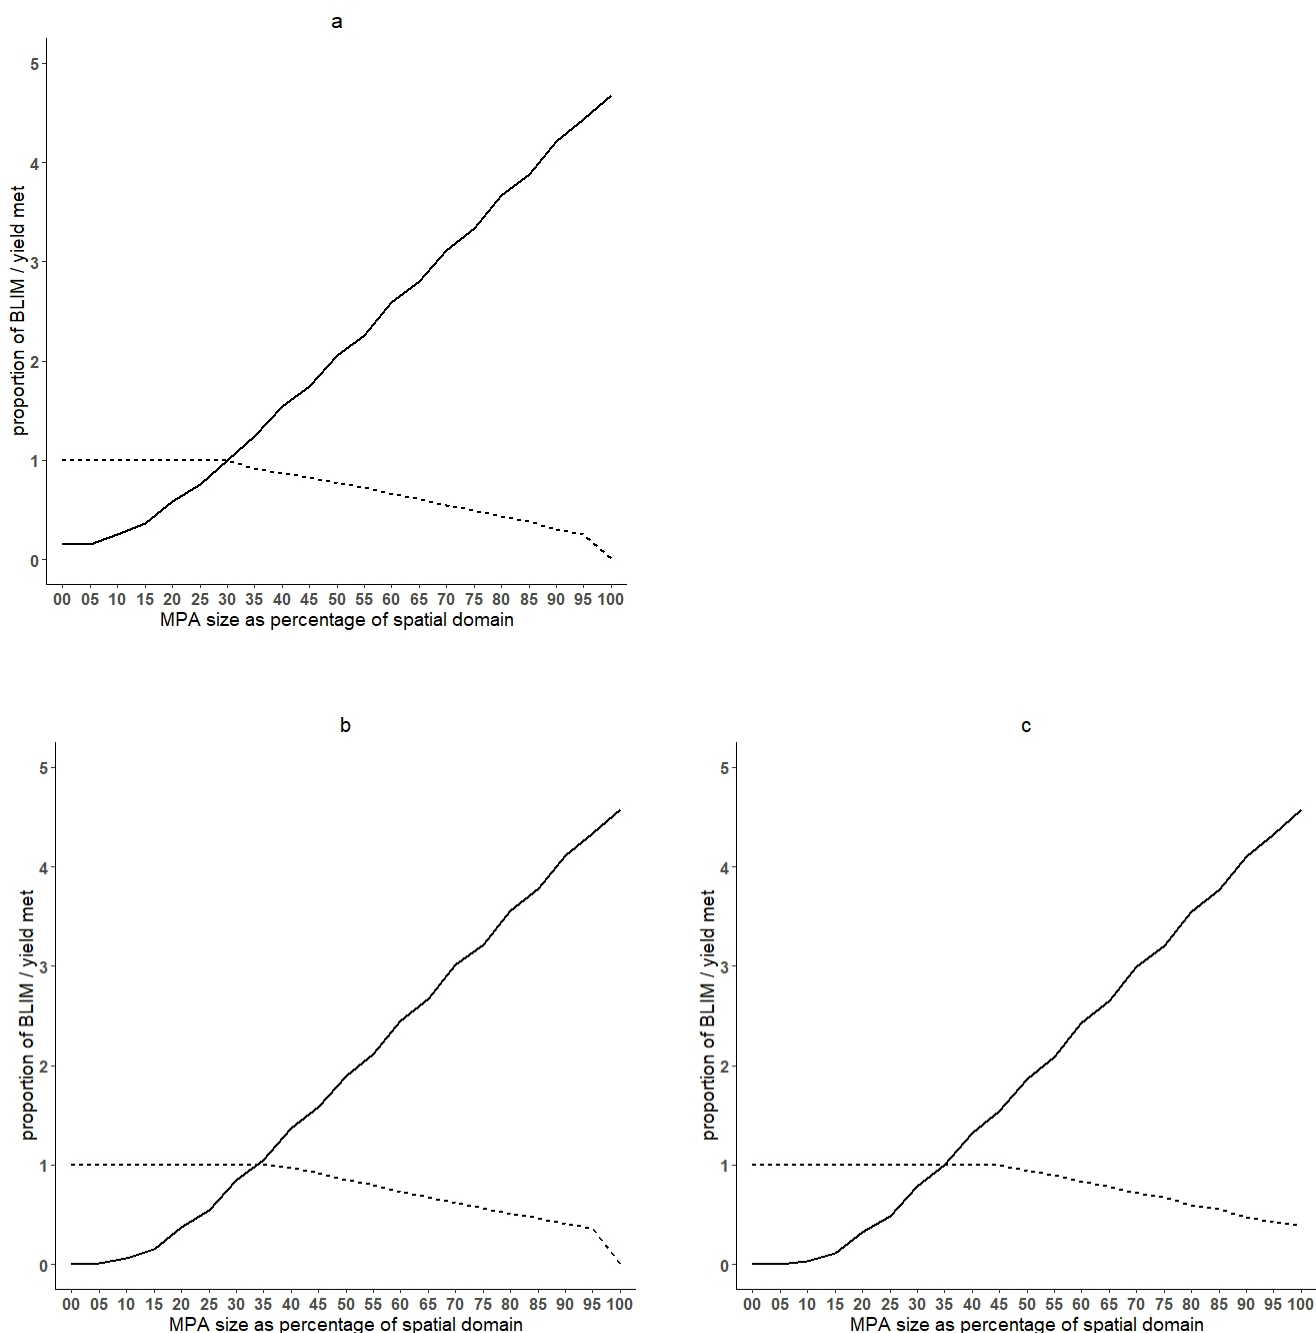 a
5
4
3
2
1
0
proportion of BLIM / yield met
00 05 10 15 20 25 30 35 40 45 50 55 60 65 70 75 80 85 90 95 100
MPA size as percentage of spatial domain
b
5
4
3
2
1
0
proportion of BLIM / yield met
00 05 10 15 20 25 30 35 40 45 50 55 60 65 70 75 80 85 90 95 100
MPA size as percentage of spatial domain
c
5
4
3
2
1
0
proportion of BLIM / yield met
00 05 10 15 20 25 30 35 40 45 50 55 60 65 70 75 80 85 90 95 100
MPA size as percentage of spatial domain